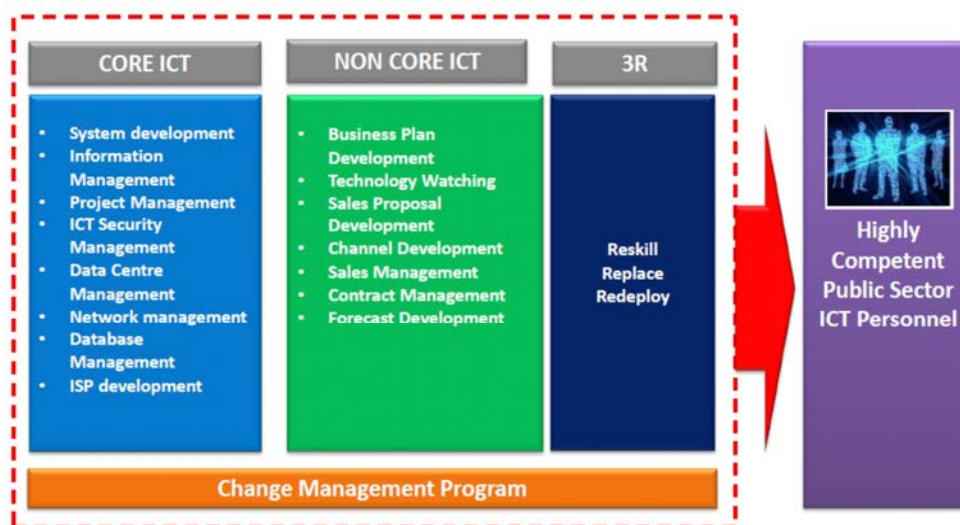 CORE ICT
• System development
• Information
Management
• Project Management
• ICT Security
Management
• Data Centre
Management
• Network management
• Database
Management
• ISP development
NON CORE ICT
• Business Plan
Development
• Technology Watching
• Sales Proposal
Development
• Channel Development
• Sales Management
• Contract Management
• Forecast Development
3R
Reskill
Replace
Redeploy
Change Management Program
Highly
Competent
Public Sector
ICT Personnel